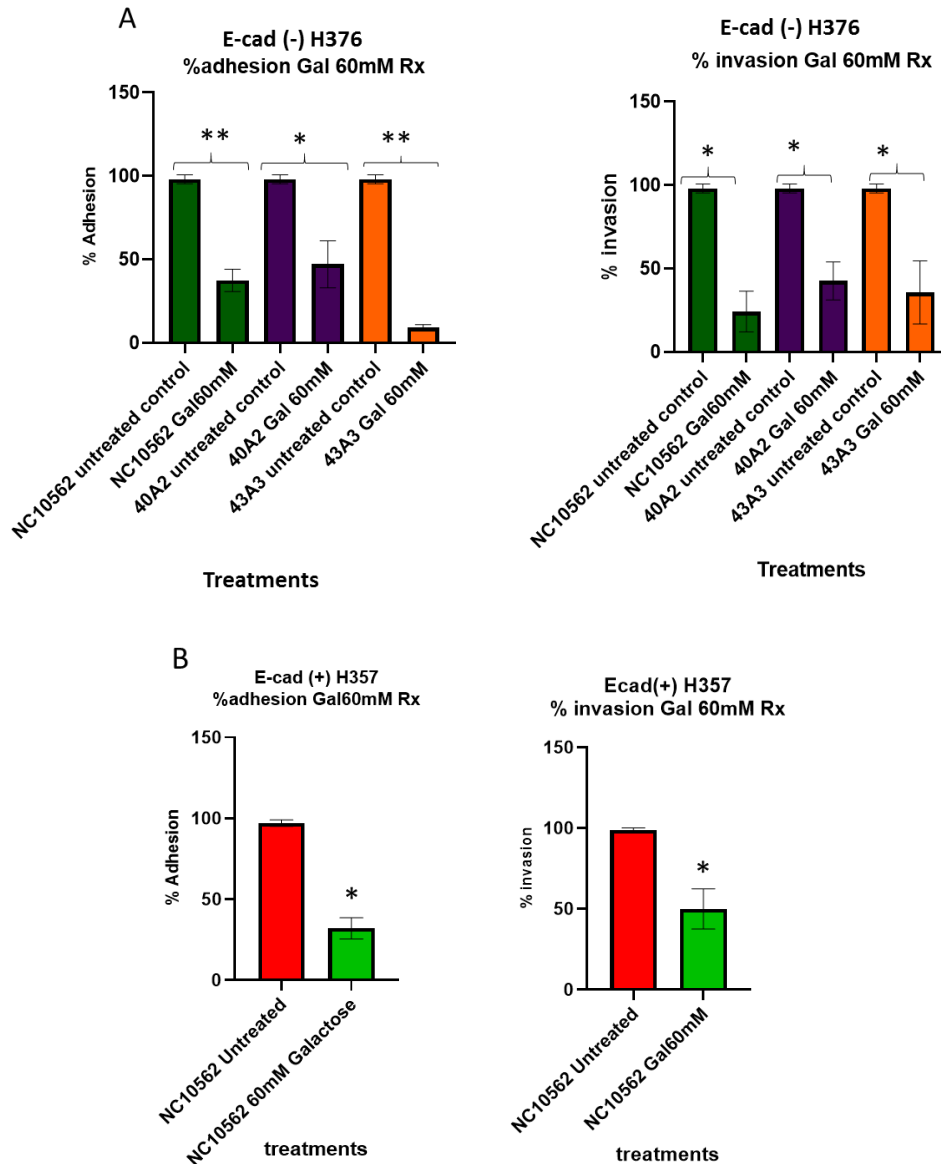 A
E-cad (-) H376
%adhesion Gal 60mM Rx
% Adhesion
150
100
50
0
**
*
**
NC10562 untreated control
NC10562 Gal60mM
40A2 untreated control
40A2 Gal 60mM
43A3 untreated control
43A3 Gal 60mM
Treatments
E-cad (-) H376
% invasion Gal 60mM Rx
% invasion
150
100
50
0
*
*
*
NC10562 untreated control
NC10562 Gal60mM
40A2 untreated control
40A2 Gal 60mM
43A3 untreated control
43A3 Gal 60mM
Treatments
B
E-cad (+) H357
%adhesion Gal60mM Rx
% Adhesion
150
100
50
0
*
NC10562 Untreated
NC10562 60mM Galactose
treatments
Ecad(+) H357
% invasion Gal 60mM Rx
% invasion
150
100
50
0
*
NC10562 Untreated
NC10562 Gal60mM
treatments